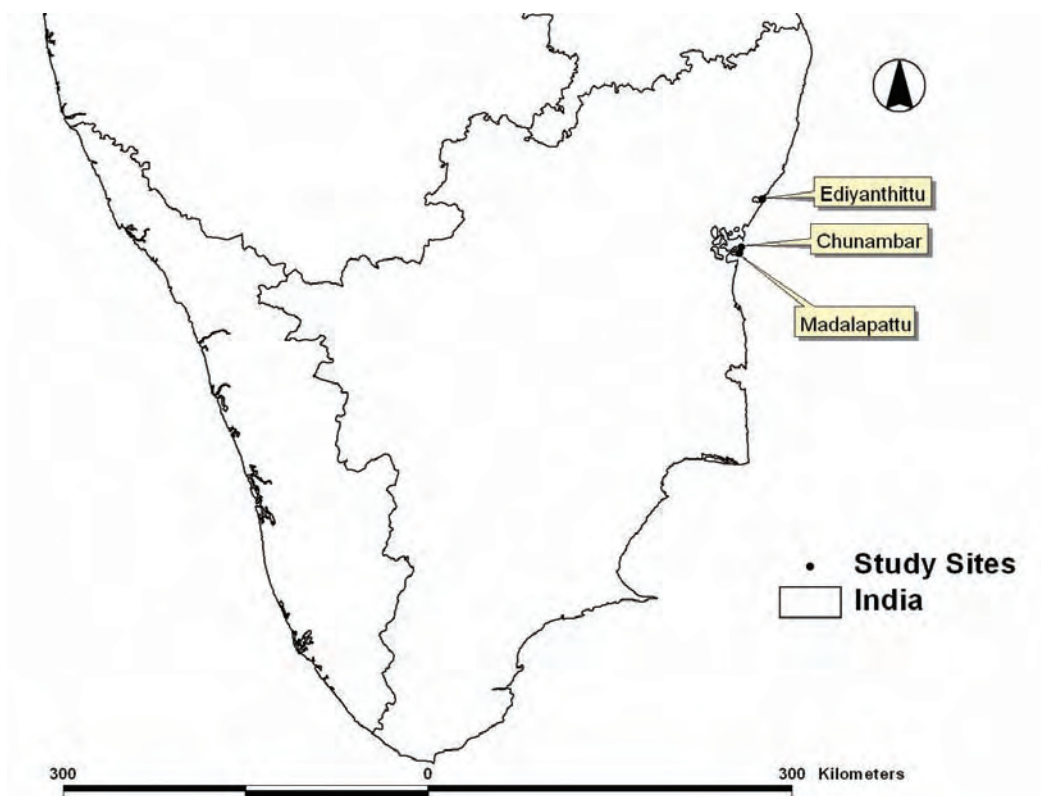 Ediyanthittu
Chunambar
Madalapattu
Study Sites
India
300 0 300 Kilometers